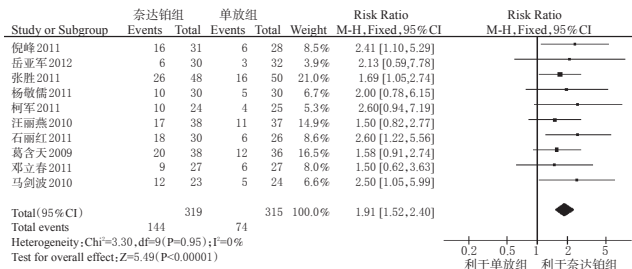 奈达铂组 单放组 Risk Ratio Risk Ratio
Study or Subgroup Events Total Events Total Weight M-H, Fixed, 95%CI M-H, Fixed, 95%CI
倪峰2011 16 31 6 28 8.5% 2.41 [1.10,5.29]
岳亚军2012 6 30 3 32 3.9% 2.13 [0.59,7.78]
张胜2011 26 48 16 50 21.0% 1.69 [1.05,2.74]
杨敬儒2011 10 30 5 30 6.7% 2.00 [0.78,6.15]
柯军2011 10 24 4 25 5.3% 2.60[0.94,7.19]
汪丽燕2010 17 38 11 37 15.0% 1.50 [0.82,2.77]
石丽红2011 18 30 6 26 8.6% 2.60 [1.22,5.56]
葛含天2009 20 38 12 36 16.5% 1.58 [0.91,2.74]
邓立春2011 9 27 6 27 8.1% 1.50 [0.62,3.63]
马剑波2010 12 23 5 24 6.6% 2.50 [1.05,5.99]
Total(95%CI) 319 315 100.0% 1.91 [1.52,2.40]
Total events 144 74
Heterogeneity:Chi²=3.30,df=9(P=0.95);I²=0%
Test for overall effect:Z=5.49(P<0.00001)
0.2 0.5 1 2 5
利于单放组 利于奈达铂组